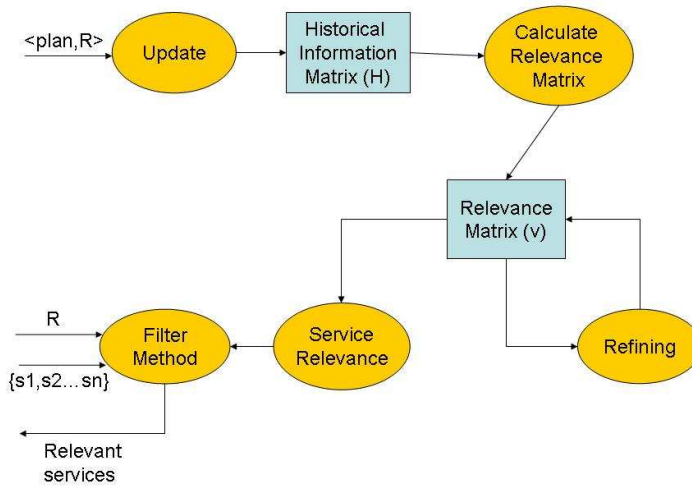 <plan,R>
Update
Historical
Information
Matrix (H)
Calculate
Relevance
Matrix
Relevance
Matrix (v)
R
{s1,s2...sn}
Filter
Method
Service
Relevance
Refining
Relevant
services